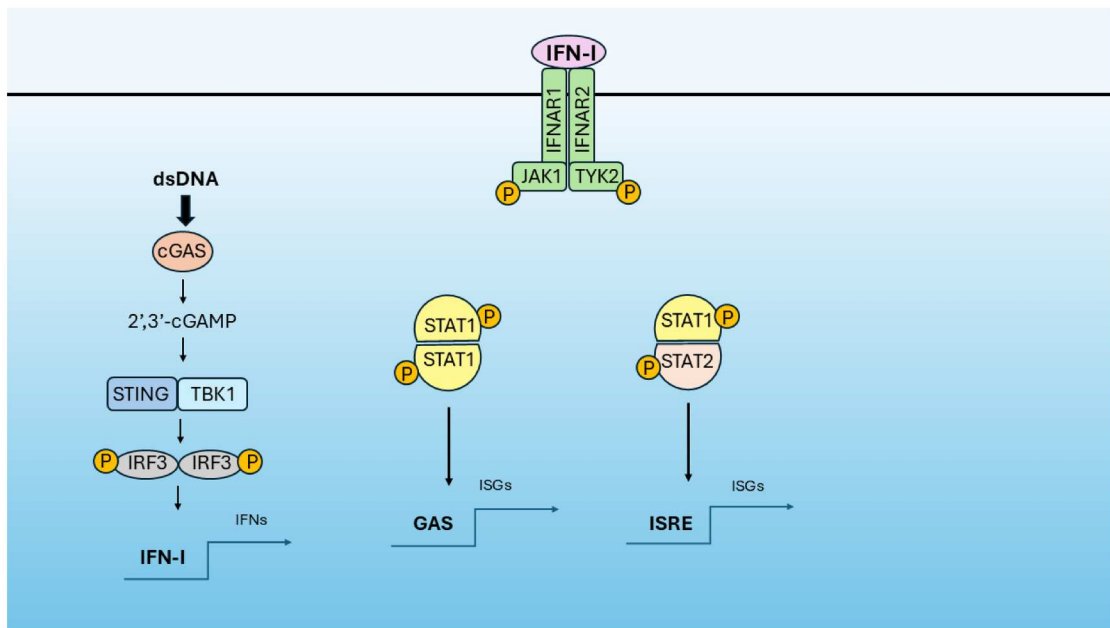 IFN-I
IFNAR1
IFNAR2
JAK1
TYK2
P
P
dsDNA
cGAS
2’,3’-cGAMP
STING
TBK1
P
IRF3
IRF3
P
IFNs
IFN-I
STAT1
P
STAT1
P
ISGs
GAS
STAT1
P
STAT2
P
ISGs
ISRE